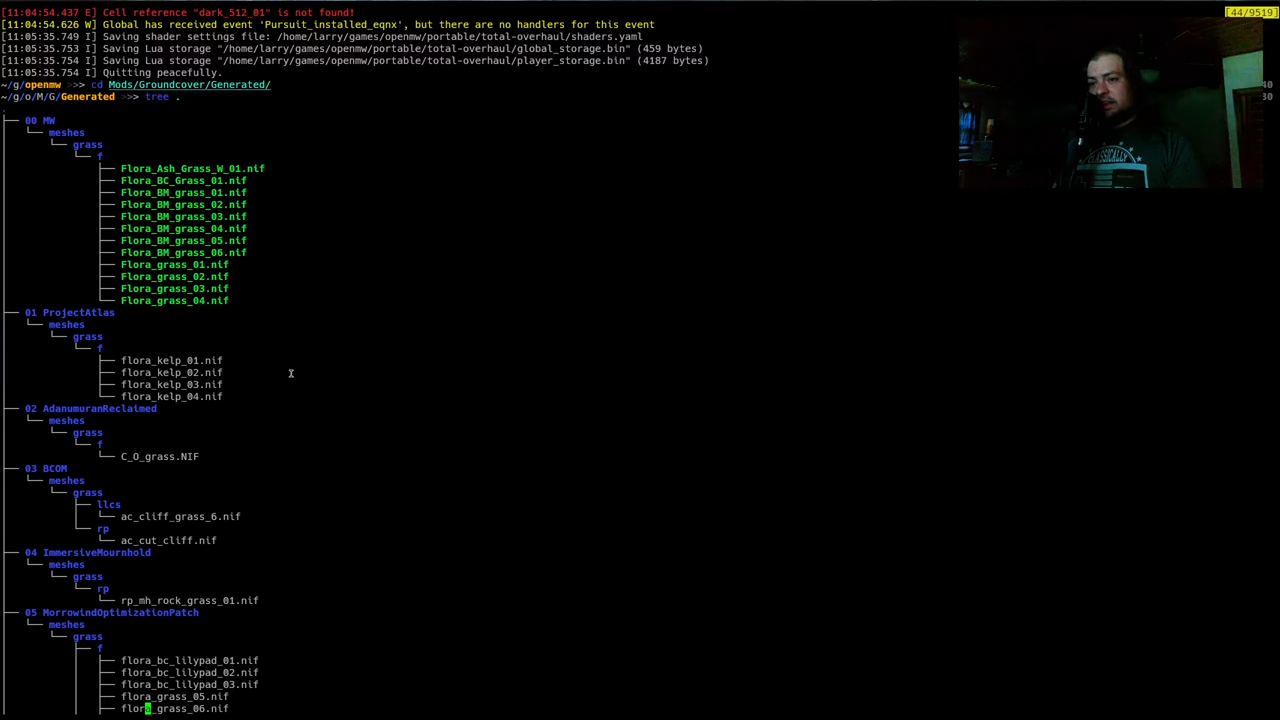 [11:04:54.437 E] Cell reference "dark_512_01" is not found!
[44/9519]
[11:04:54.626 W] Global has received event 'Pursuit_installed_eqnx', but there are no handlers for this event
[11:05:35.749 I] Saving shader settings file: /home/larry/games/openmw/portable/total-overhaul/shaders.yaml
[11:05:35.753 I] Saving Lua storage "/home/larry/games/openmw/portable/total-overhaul/global_storage.bin" (459 bytes)
[11:05:35.754 I] Saving Lua storage "/home/larry/games/openmw/portable/total-overhaul/player_storage.bin" (4187 bytes)
[11:05:35.754 I] Quitting peacefully.
~/g/openmw >>> cd Mods/Groundcover/Generated/
40
~/g/o/M/G/Generated >>> tree .
30
.
├── 00 MW
│   └── meshes
│       └── grass
│           └── f
│               ├── Flora_Ash_Grass_W_01.nif
│               ├── Flora_BC_Grass_01.nif
│               ├── Flora_BM_grass_01.nif
│               ├── Flora_BM_grass_02.nif
│               ├── Flora_BM_grass_03.nif
│               ├── Flora_BM_grass_04.nif
│               ├── Flora_BM_grass_05.nif
│               ├── Flora_BM_grass_06.nif
│               ├── Flora_grass_01.nif
│               ├── Flora_grass_02.nif
│               ├── Flora_grass_03.nif
│               └── Flora_grass_04.nif
├── 01 ProjectAtlas
│   └── meshes
│       └── grass
│           └── f
│               ├── flora_kelp_01.nif
│               ├── flora_kelp_02.nif
│               ├── flora_kelp_03.nif
│               └── flora_kelp_04.nif
├── 02 AdanumuranReclaimed
│   └── meshes
│       └── grass
│           └── f
│               └── C_O_grass.NIF
├── 03 BCOM
│   └── meshes
│       └── grass
│           ├── llcs
│           │   └── ac_cliff_grass_6.nif
│           └── rp
│               └── ac_cut_cliff.nif
├── 04 ImmersiveMournhold
│   └── meshes
│       └── grass
│           └── rp
│               └── rp_mh_rock_grass_01.nif
├── 05 MorrowindOptimizationPatch
│   └── meshes
│       └── grass
│           ├── f
│           │   ├── flora_bc_lilypad_01.nif
│           │   ├── flora_bc_lilypad_02.nif
│           │   ├── flora_bc_lilypad_03.nif
│           │   ├── flora_grass_05.nif
│           │   ├── flora_grass_06.nif